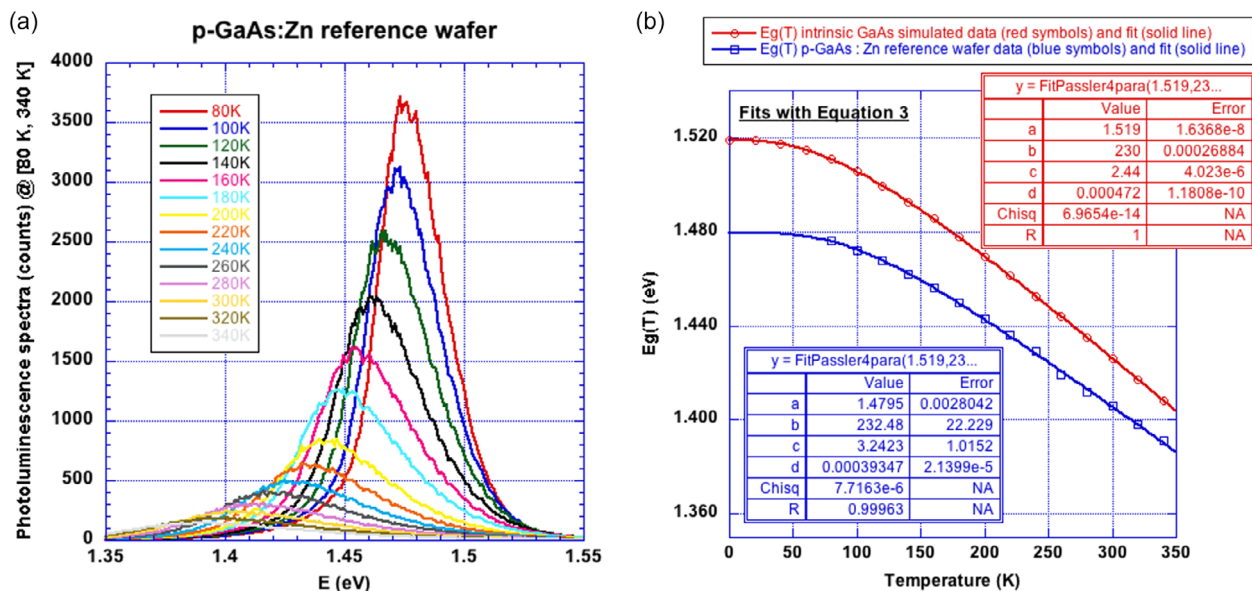 (a)
p-GaAs:Zn reference wafer
Photoluminescence spectra (counts) @ [80 K, 340 K]
4000
3500
3000
2500
2000
1500
1000
500
0
80K
100K
120K
140K
160K
180K
200K
220K
240K
260K
280K
300K
320K
340K
1.35
1.4
1.45
1.5
1.55
E (eV)
(b)
Eg(T) intrinsic GaAs simulated data (red symbols) and fit (solid line)
Eg(T) p-GaAs : Zn reference wafer data (blue symbols) and fit (solid line)
Fits with Equation 3
y = FitPassler4para(1.519,23...
Value Error
a 1.519 1.6368e-8
b 230 0.00026884
c 2.44 4.023e-6
d 0.000472 1.1808e-10
Chisq 6.9654e-14 NA
R 1 NA
Eg(T) (eV)
1.520
1.480
1.440
1.400
1.360
y = FitPassler4para(1.519,23...
Value Error
a 1.4795 0.0028042
b 232.48 22.229
c 3.2423 1.0152
d 0.00039347 2.1399e-5
Chisq 7.7163e-6 NA
R 0.99963 NA
0
50
100
150
200
250
300
350
Temperature (K)